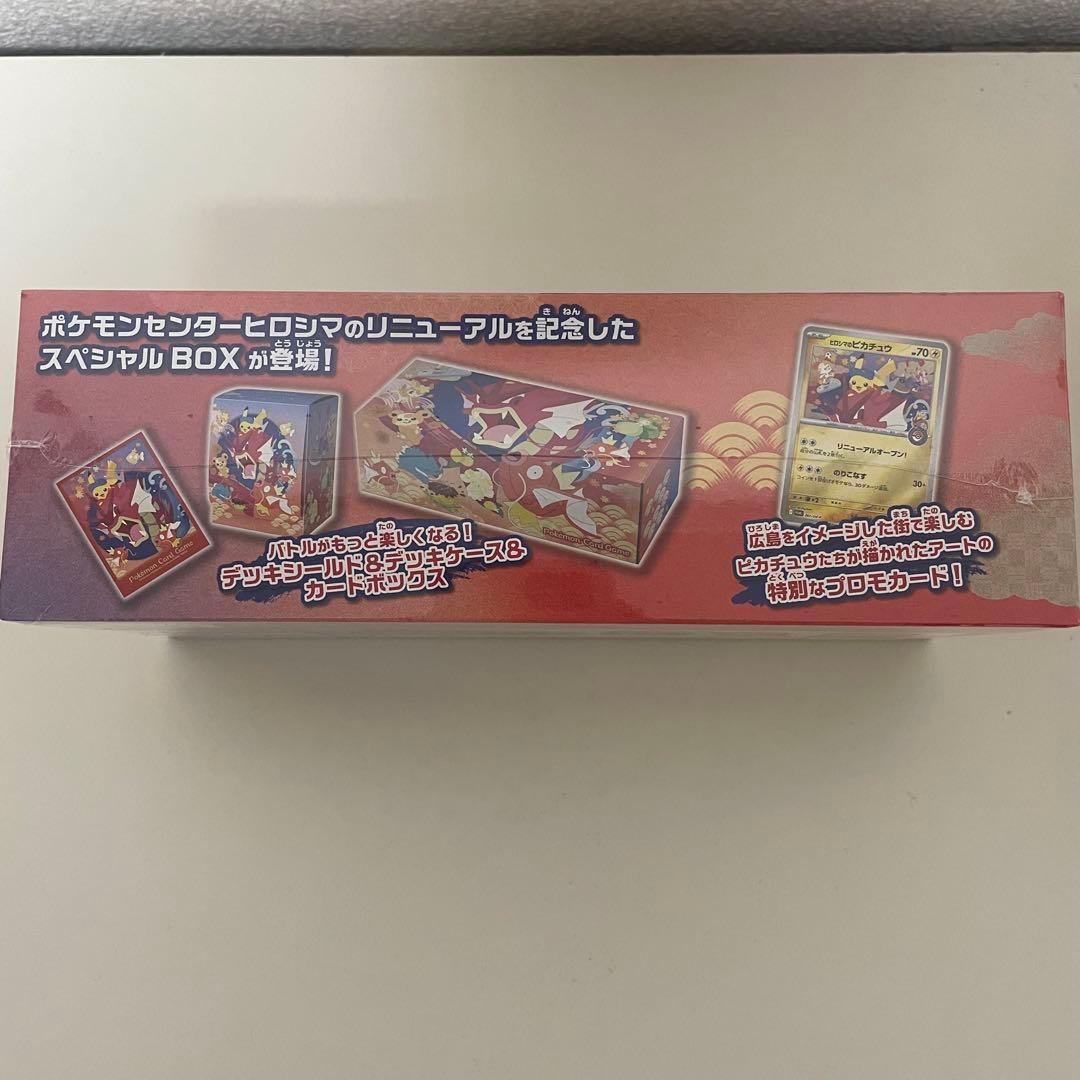 ポケモンセンターヒロシマのリニューアルを記念した
スペシャルBOXが登場！
バトルがもっと楽しくなる！
デッキシールド&デッキケース&
カードボックス
Pokémon Card Game
Pokémon Card Game
ヒロシマのピカチュウ
70
リニューアルオープン！
のりこなす
30
広島をイメージした街で楽しむ
ピカチュウたちが描かれたアートの
特別なプロモカード！